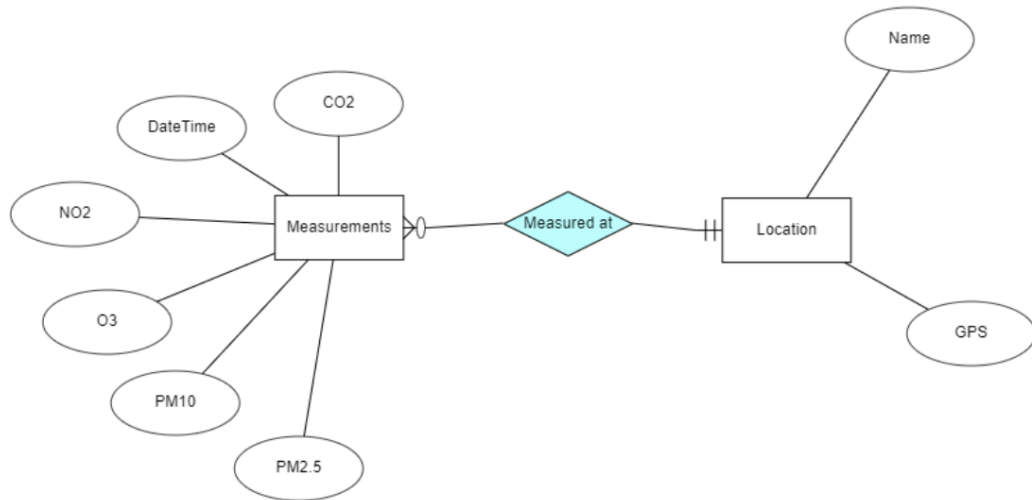 Name
CO2
DateTime
NO2
Measurements
Measured at
Location
O3
GPS
PM10
PM2.5